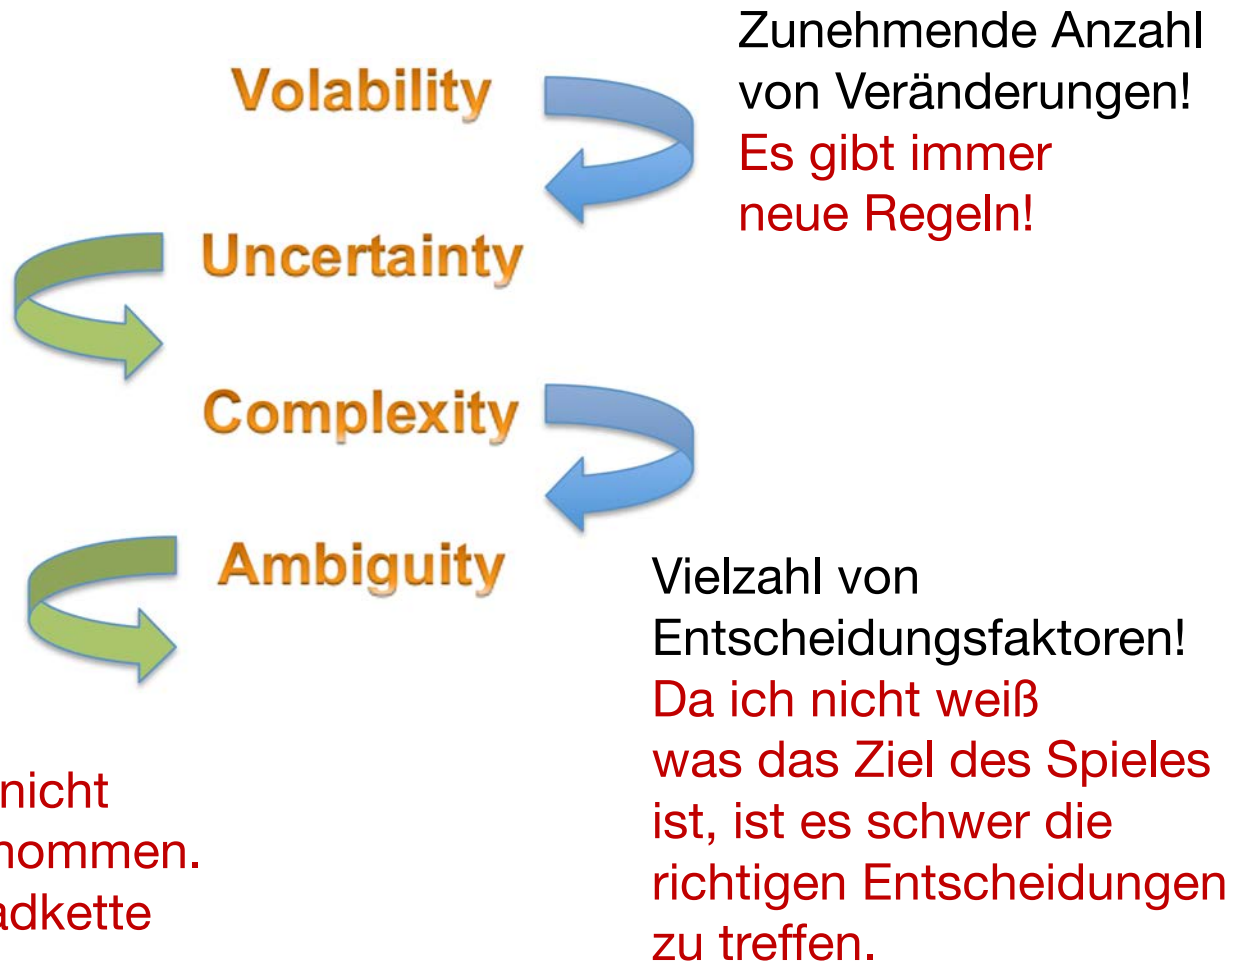 Zunehmende Anzahl
von Veränderungen!
Es gibt immer
neue Regeln!
Volability
Uncertainty
Complexity
Ambiguity
Vielzahl von
Entscheidungsfaktoren!
Da ich nicht weiß
was das Ziel des Spieles
ist, ist es schwer die
richtigen Entscheidungen
zu treffen.
nicht
nommen.
adkette